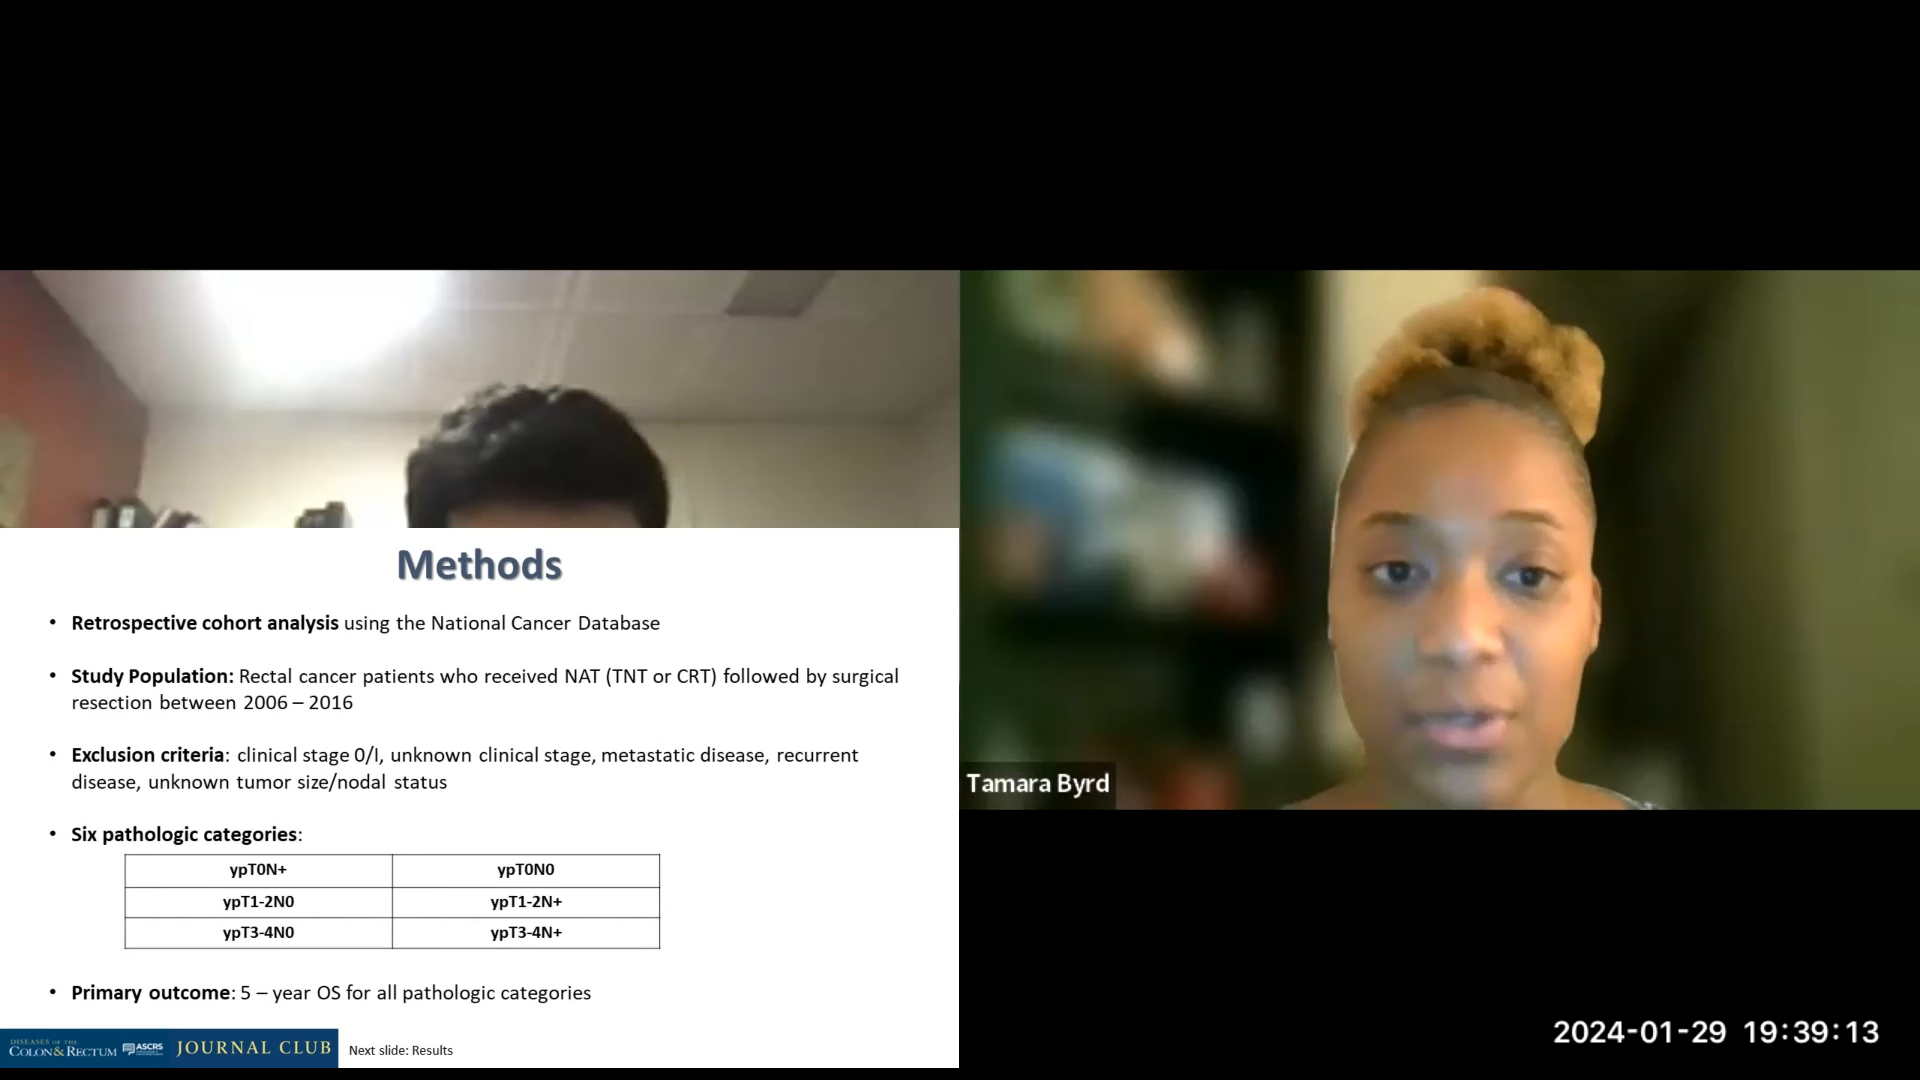 Methods
• Retrospective cohort analysis using the National Cancer Database
• Study Population: Rectal cancer patients who received NAT (TNT or CRT) followed by surgical
resection between 2006 – 2016
• Exclusion criteria: clinical stage 0/I, unknown clinical stage, metastatic disease, recurrent
disease, unknown tumor size/nodal status
• Six pathologic categories:
ypT0N+ ypT0N0
ypT1-2N0 ypT1-2N+
ypT3-4N0 ypT3-4N+
• Primary outcome: 5 – year OS for all pathologic categories
DISEASES OF THE
COLON&RECTUM ASCRS JOURNAL CLUB Next slide: Results
Tamara Byrd
2024-01-29 19:39:13